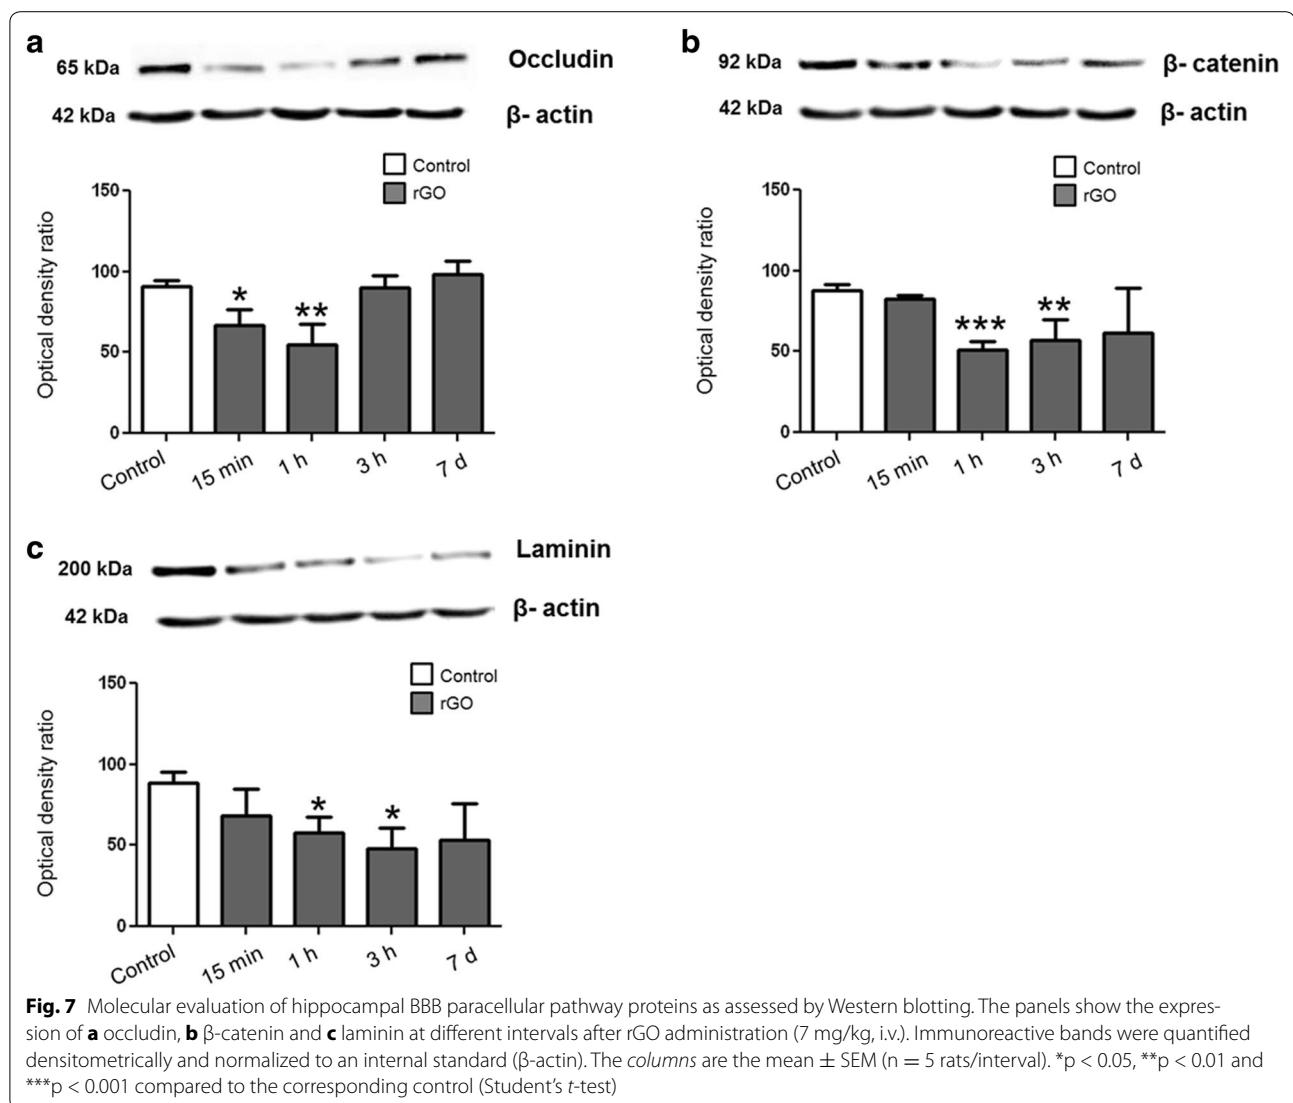 a
65 kDa
Occludin
42 kDa
β- actin
Control
rGO
Optical density ratio
150
100
50
0
*
**
Control
15 min
1 h
3 h
7 d
b
92 kDa
β- catenin
42 kDa
β- actin
Control
rGO
Optical density ratio
150
100
50
0
***
**
Control
15 min
1 h
3 h
7 d
c
200 kDa
Laminin
42 kDa
β- actin
Control
rGO
Optical density ratio
150
100
50
0
*
*
Control
15 min
1 h
3 h
7 d
Fig. 7 Molecular evaluation of hippocampal BBB paracellular pathway proteins as assessed by Western blotting. The panels show the expres-
sion of a occludin, b β-catenin and c laminin at different intervals after rGO administration (7 mg/kg, i.v.). Immunoreactive bands were quantified
densitometrically and normalized to an internal standard (β-actin). The columns are the mean ± SEM (n = 5 rats/interval). *p < 0.05, **p < 0.01 and
***p < 0.001 compared to the corresponding control (Student's t-test)